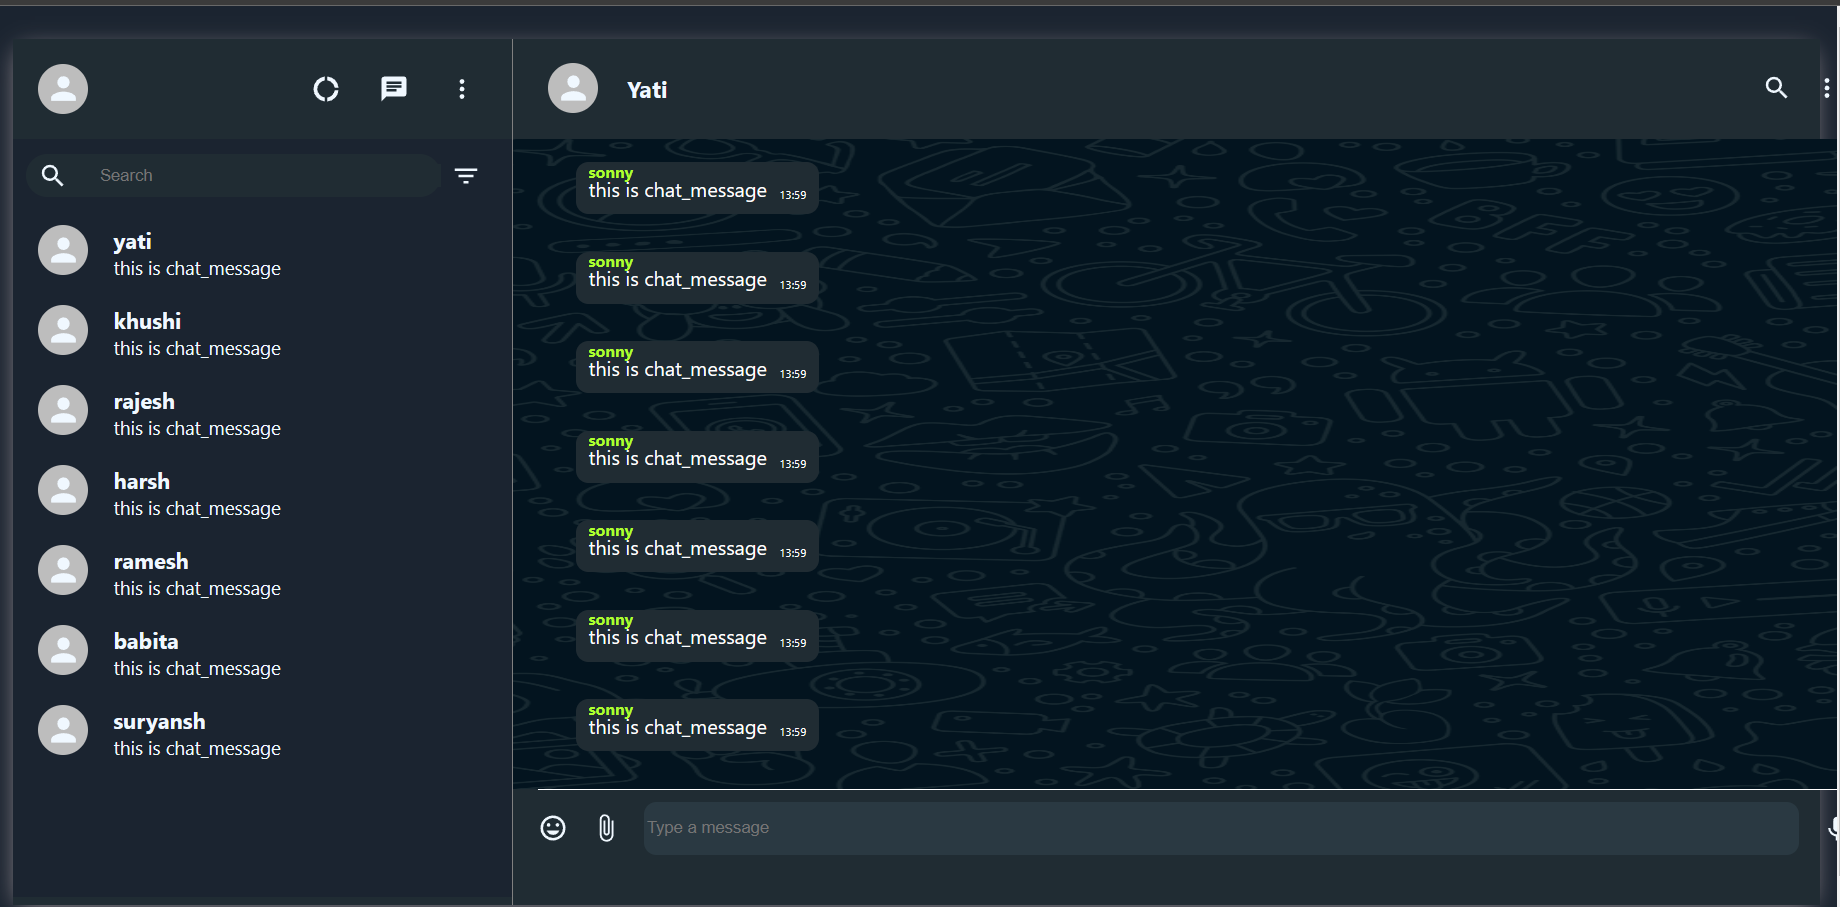 Search
yati
this is chat_message
khushi
this is chat_message
rajesh
this is chat_message
harsh
this is chat_message
ramesh
this is chat_message
babita
this is chat_message
suryansh
this is chat_message
Yati
sonny
this is chat_message 13:59
sonny
this is chat_message 13:59
sonny
this is chat_message 13:59
sonny
this is chat_message 13:59
sonny
this is chat_message 13:59
sonny
this is chat_message 13:59
sonny
this is chat_message 13:59
Type a message